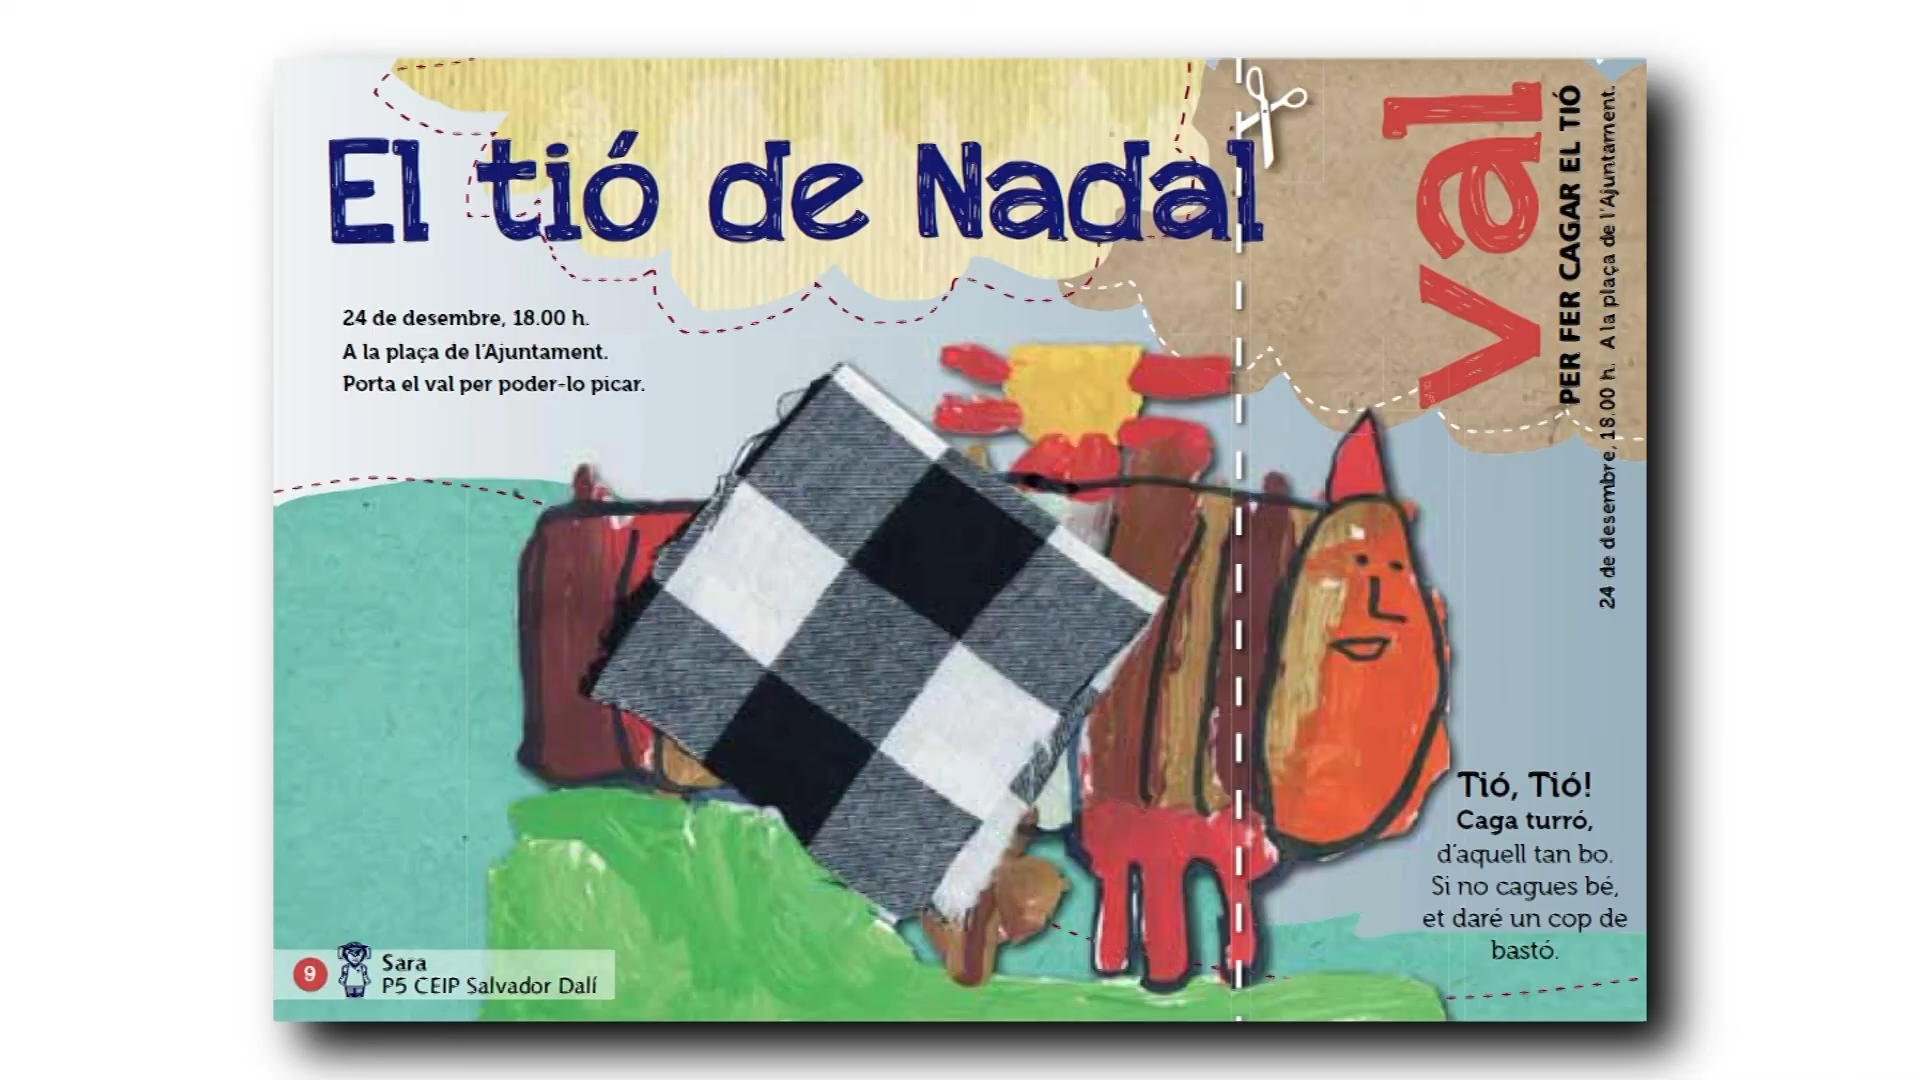 El tió de Nadal
24 de desembre, 18.00 h.
A la plaça de l'Ajuntament.
Porta el val per poder-lo picar.
val
PER FER CAGAR EL TIÓ
24 de desembre, 18.00 h. A la plaça de l'Ajuntament.
Tió, Tió!
Caga turró,
d'aquell tan bo.
Si no cagues bé,
et daré un cop de
bastó.
9
Sara
P5 CEIP Salvador Dalí